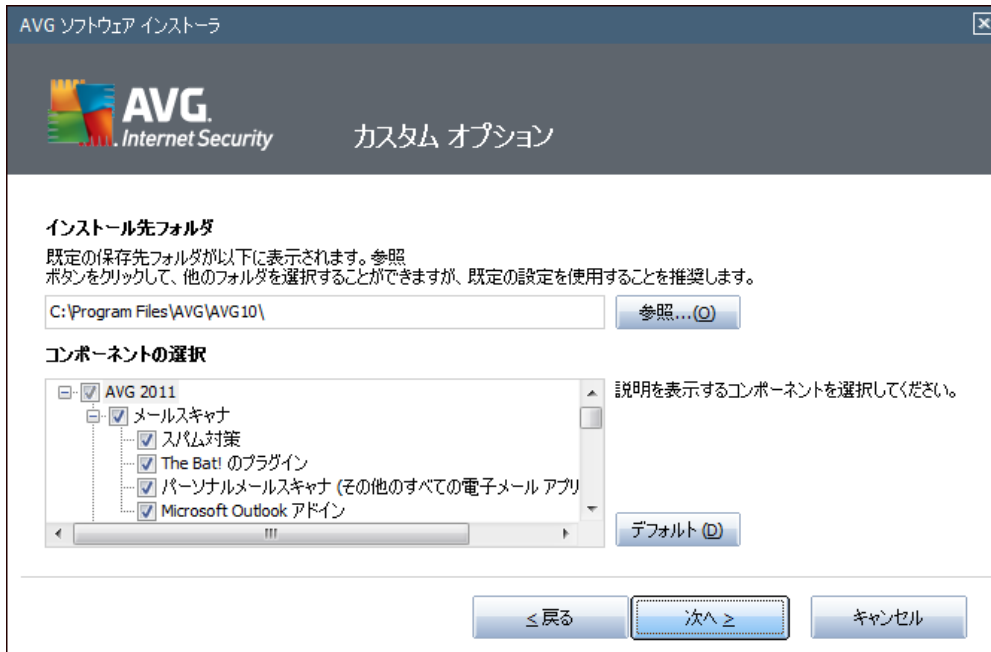 AVG ソフトウェア インストーラ
AVG.
Internet Security
カスタム オプション
インストール先フォルダ
既定の保存先フォルダが以下に表示されます。参照
ボタンをクリックして、他のフォルダを選択することができますが、既定の設定を使用することを推奨します。
C:\Program Files\AVG\AVG10\
参照...(O)
コンポーネントの選択
AVG 2011
説明を表示するコンポーネントを選択してください。
メールスキャナ
スパム対策
The Bat! のプラグイン
パーソナルメールスキャナ (その他のすべての電子メール アプリ
Microsoft Outlook アドイン
デフォルト (D)
≤ 戻る
次へ ≥
キャンセル